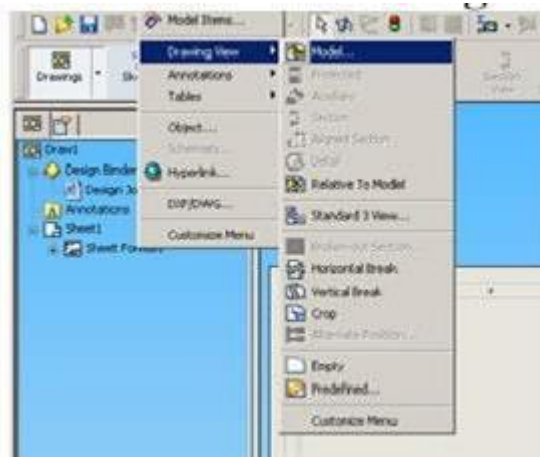 Model Items...
Drawing View
Annotations
Tables
Object...
Schematic...
Hyperlink...
DXF/DWG...
Customize Menu
Model...
Projected
Auxiliary
Section
Aligned Section
Detail
Relative To Model
Standard 3 View...
Broken-out Section...
Horizontal Break
Vertical Break
Crop
Alternate Position...
Empty
Predefined...
Customize Menu
Drawings
Section
View
Draw1
Design Binder
Annotations
Sheet1
Sheet Format1